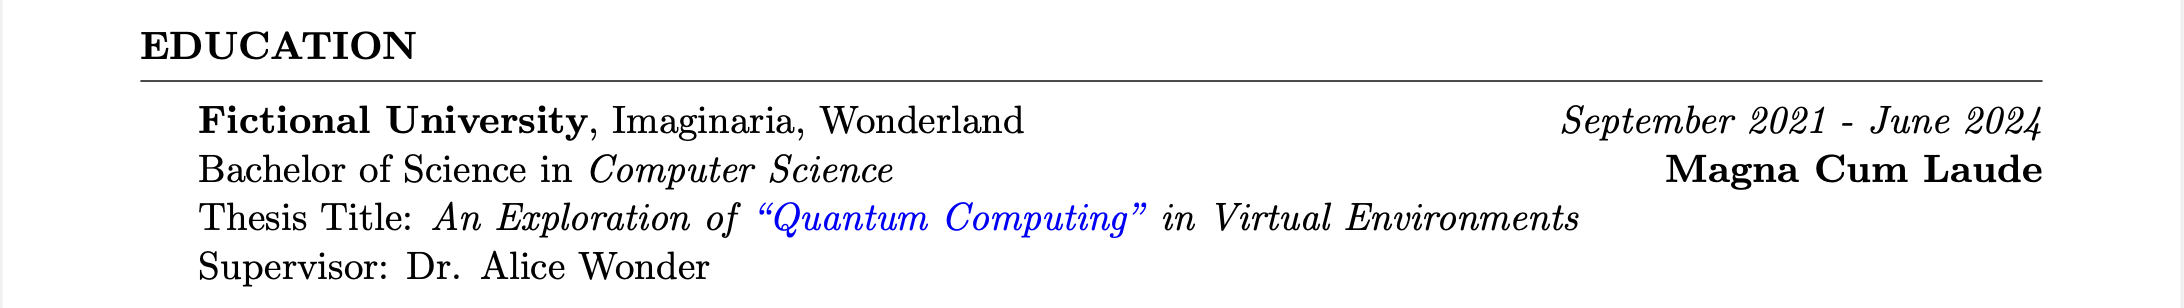 EDUCATION
Fictional University, Imaginaria, Wonderland September 2021 - June 2024
Bachelor of Science in Computer Science Magna Cum Laude
Thesis Title: An Exploration of “Quantum Computing” in Virtual Environments
Supervisor: Dr. Alice Wonder